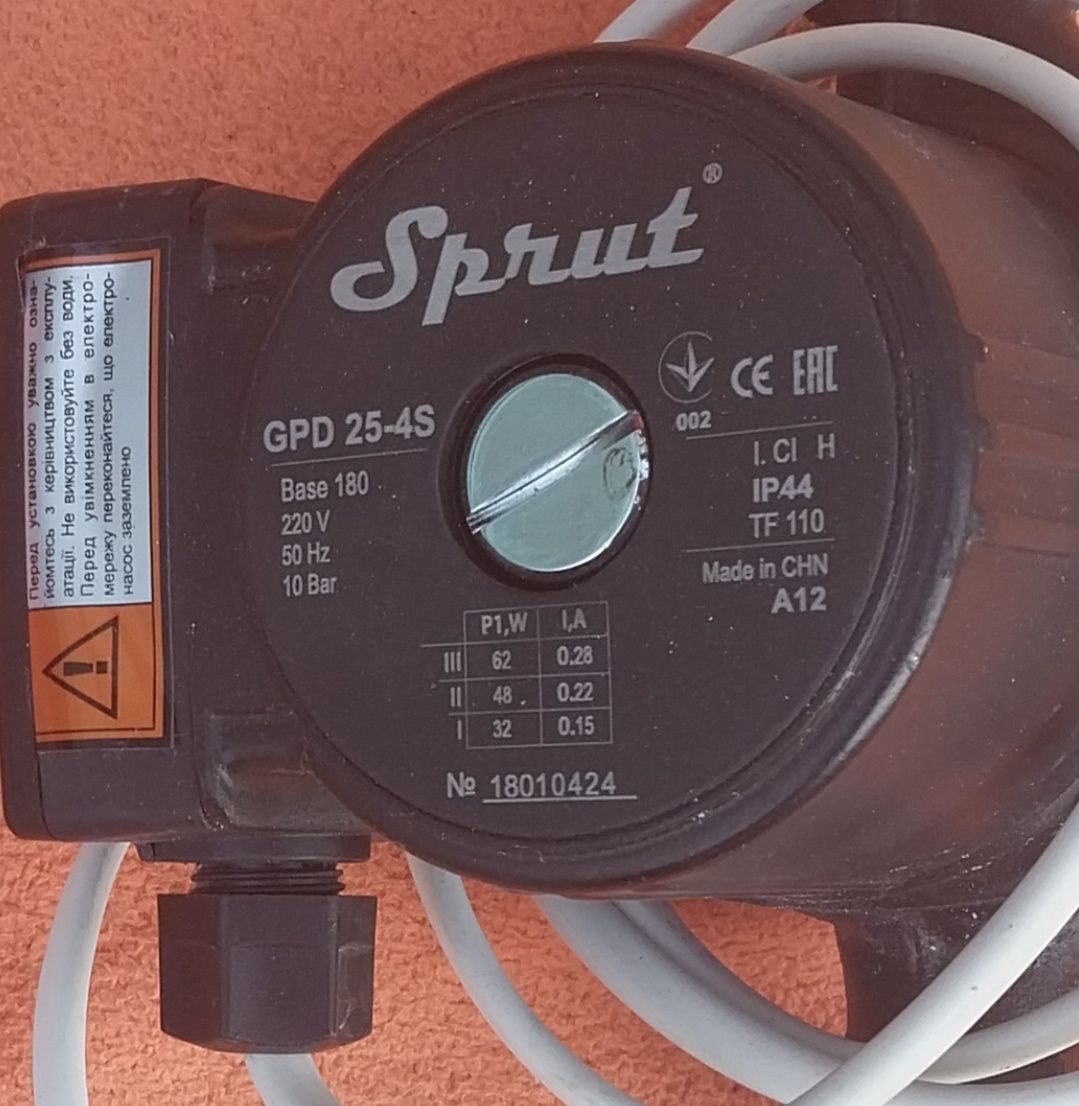 Sprut®
GPD 25-4S
Base 180
220 V
50 Hz
10 Bar
002
CE EAC
I. Cl H
IP44
TF 110
Made in CHN
A12
P1,W I,A
III 62 0.28
II 48 0.22
I 32 0.15
№ 18010424
Перед установкою уважно озна-
йомтесь з керівництвом з експлу-
атації. Не використовуйте без води.
Перед увімкненням в електро-
мережу переконайтеся, що електро-
насос заземлено